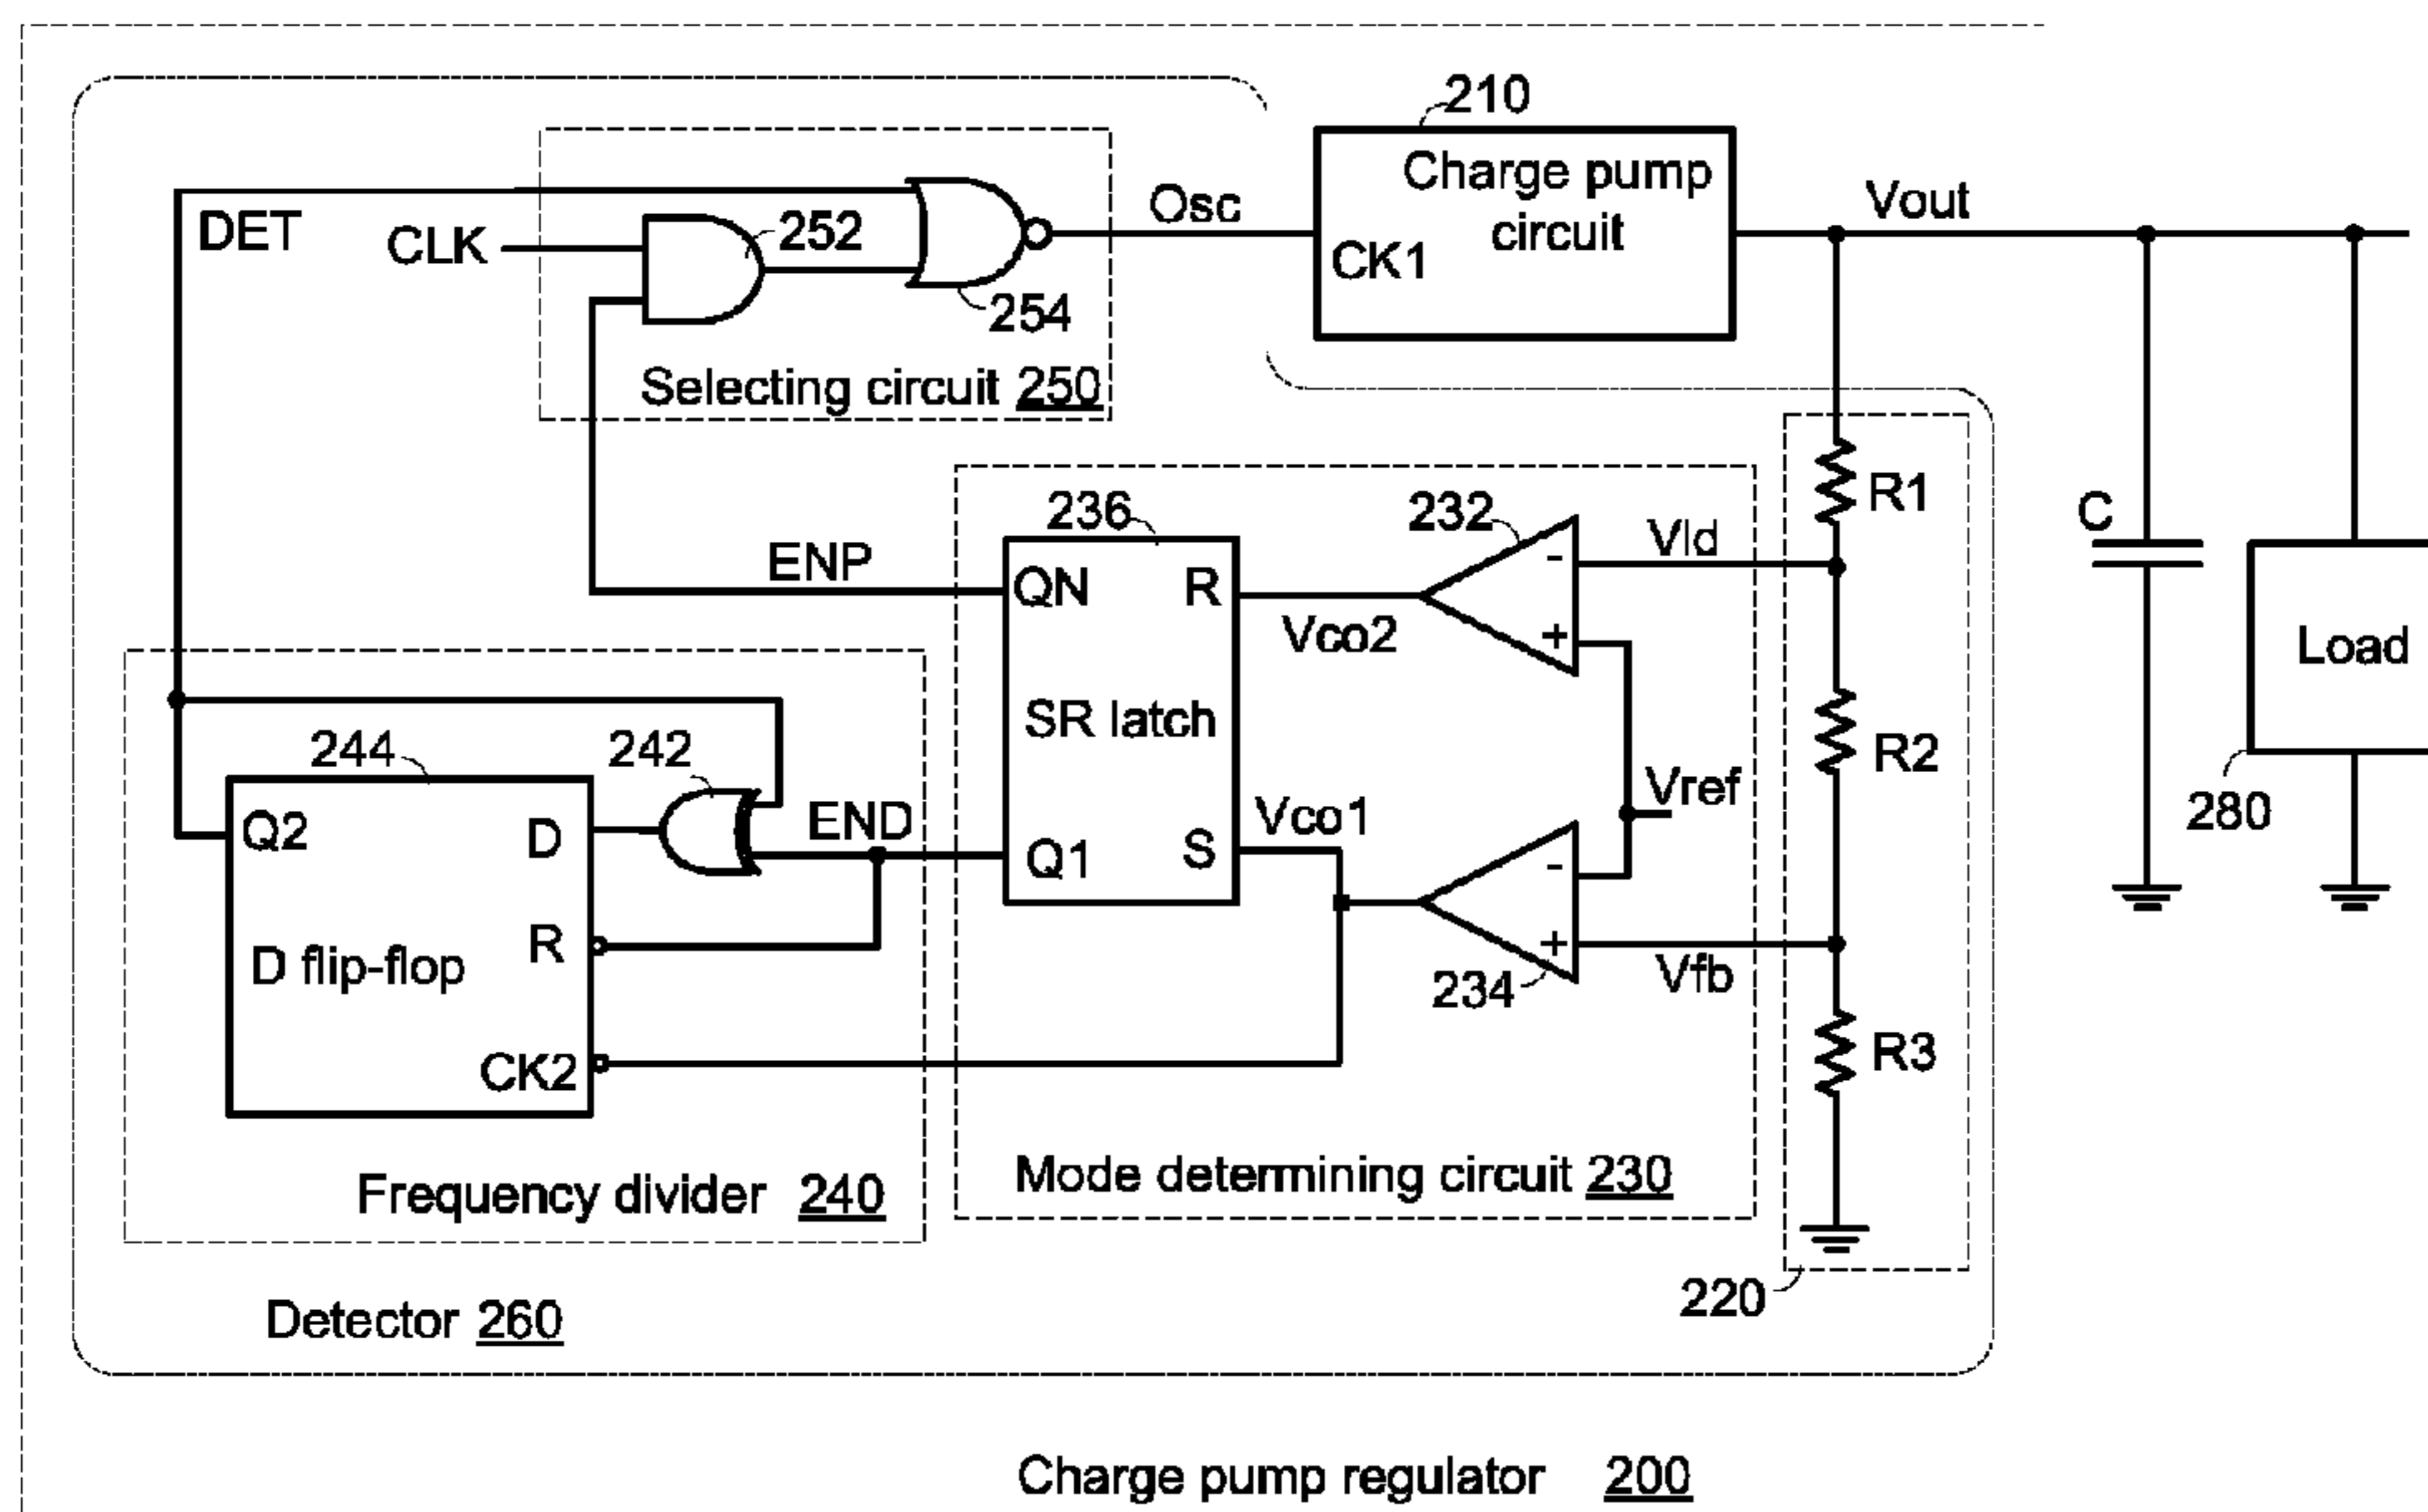 210
Charge pump
circuit
CK1
Vout
Osc
DET
CLK
252
254
Selecting circuit 250
R1
C
Load
280
236
232
Vld
ENP
QN
R
Vco2
SR latch
R2
244
242
END
Vco1
Vref
Q2
D
Q1
S
R
D flip-flop
234
Vfb
CK2
R3
Mode determining circuit 230
Frequency divider 240
220
Detector 260
Charge pump regulator 200
-
+
-
+